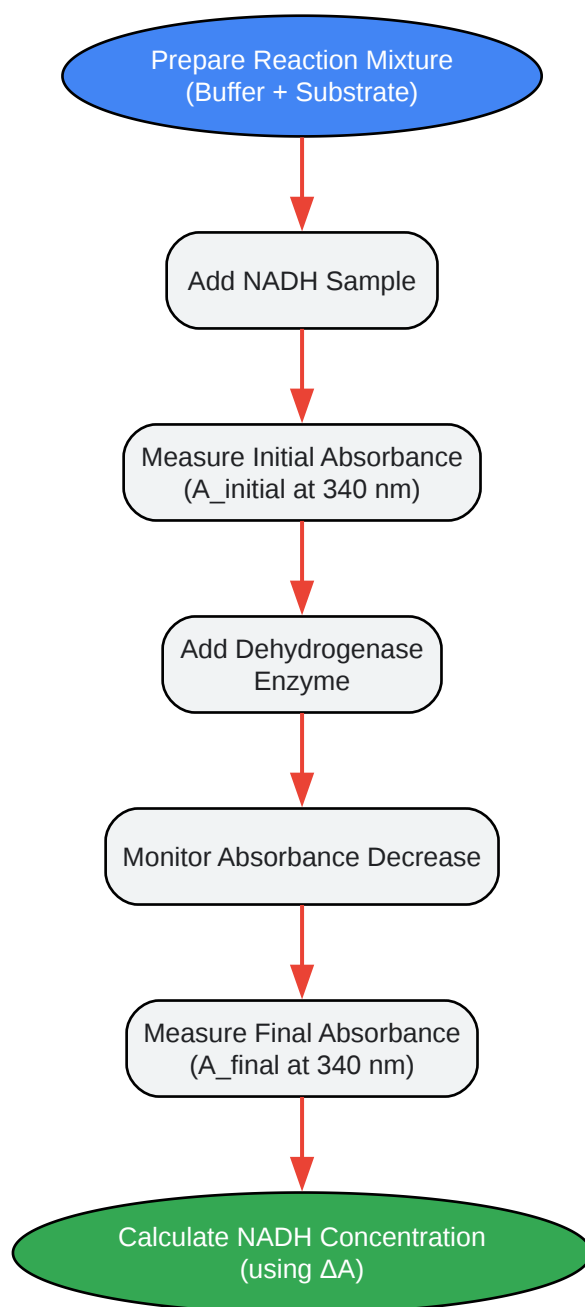 Prepare Reaction Mixture
(Buffer + Substrate)
Add NADH Sample
Measure Initial Absorbance
(A_initial at 340 nm)
Add Dehydrogenase
Enzyme
Monitor Absorbance Decrease
Measure Final Absorbance
(A_final at 340 nm)
Calculate NADH Concentration
(using ΔA)